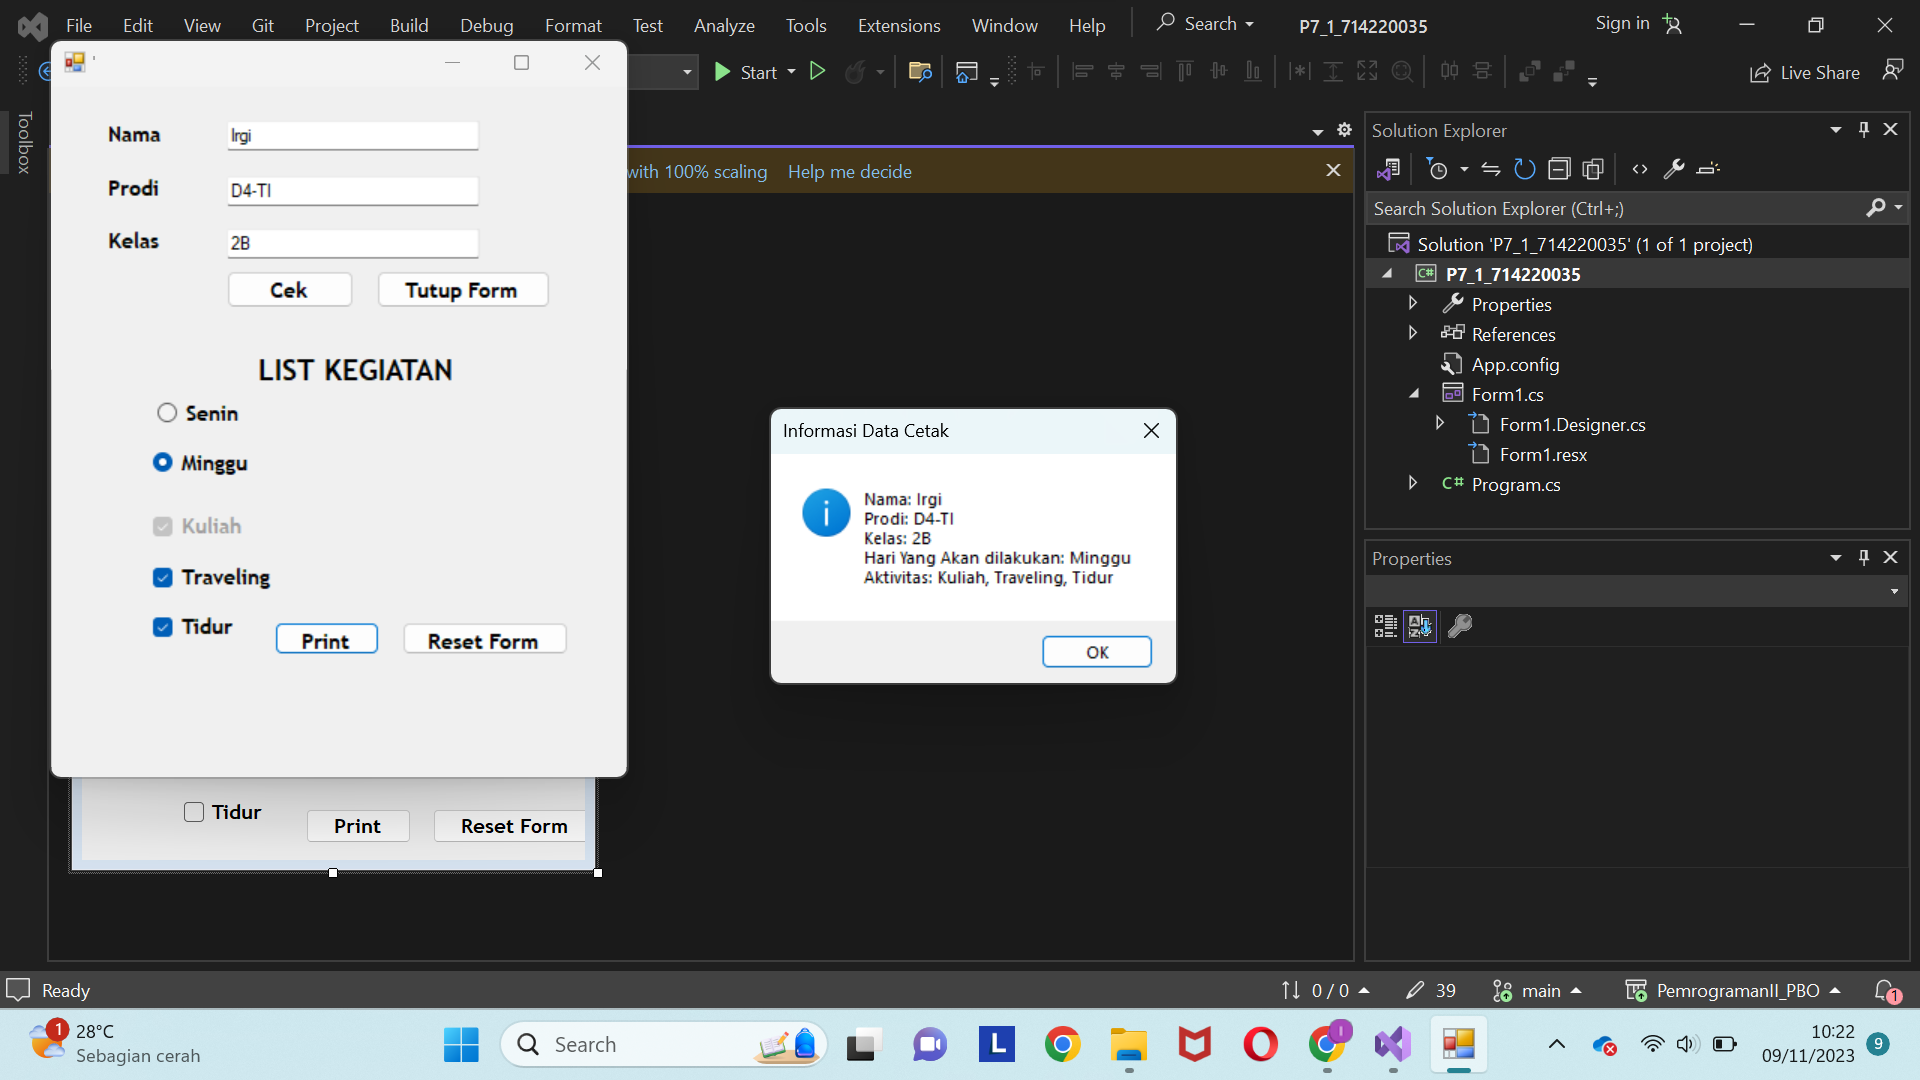 File Edit View Git Project Build Debug Format Test Analyze Tools Extensions Window Help Search P7_1_714220035 Sign in
Start Live Share
Toolbox
with 100% scaling Help me decide
Nama Irgi
Prodi D4-TI
Kelas 2B
Cek Tutup Form
LIST KEGIATAN
Senin
Minggu
Kuliah
Traveling
Tidur Print Reset Form
Tidur Print Reset Form
Informasi Data Cetak
Nama: Irgi
Prodi: D4-TI
Kelas: 2B
Hari Yang Akan dilakukan: Minggu
Aktivitas: Kuliah, Traveling, Tidur
OK
Solution Explorer
Search Solution Explorer (Ctrl+;)
Solution 'P7_1_714220035' (1 of 1 project)
C# P7_1_714220035
Properties
References
App.config
Form1.cs
Form1.Designer.cs
Form1.resx
C# Program.cs
Properties
Ready 0 / 0 39 main PemrogramanII_PBO 1
1 28°C
Sebagian cerah
Search
L
I
10:22
09/11/2023 9